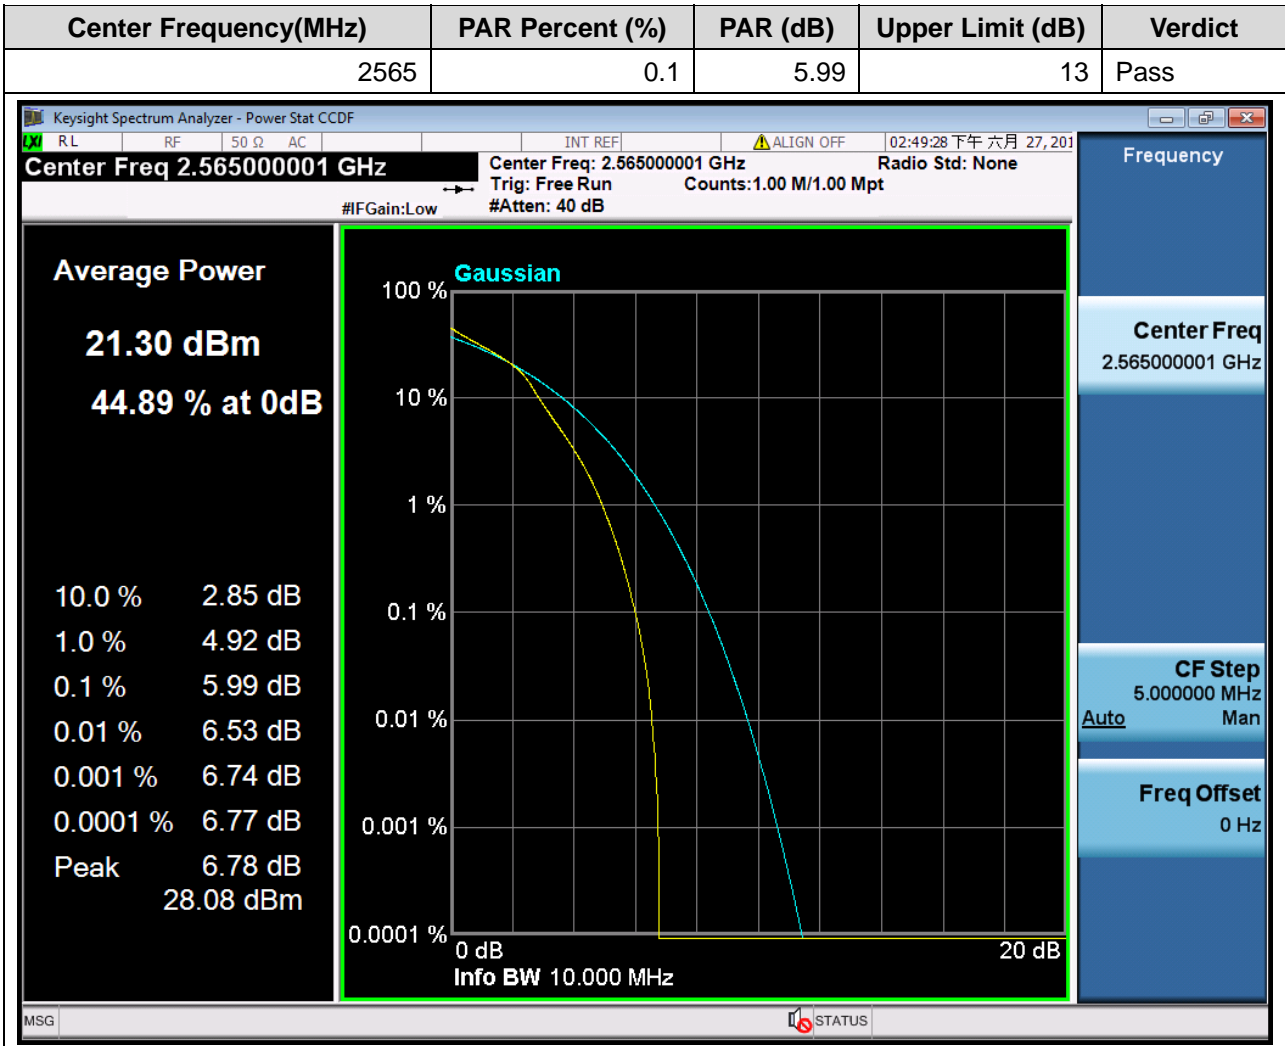 Center Frequency(MHz) PAR Percent (%) PAR (dB) Upper Limit (dB) Verdict
2565 0.1 5.99 13 Pass
Keysight Spectrum Analyzer - Power Stat CCDF
LXI RL RF 50 Ω AC INT REF ALIGN OFF 02:49:28 下午 六月 27, 201
Center Freq 2.565000001 GHz
#IFGain:Low
Center Freq: 2.565000001 GHz Radio Std: None
Trig: Free Run Counts:1.00 M/1.00 Mpt
#Atten: 40 dB
Average Power
21.30 dBm
44.89 % at 0dB
10.0 % 2.85 dB
1.0 % 4.92 dB
0.1 % 5.99 dB
0.01 % 6.53 dB
0.001 % 6.74 dB
0.0001 % 6.77 dB
Peak 6.78 dB
28.08 dBm
Gaussian
100 %
10 %
1 %
0.1 %
0.01 %
0.001 %
0.0001 %
0 dB 20 dB
Info BW 10.000 MHz
Frequency
Center Freq
2.565000001 GHz
CF Step
5.000000 MHz
Auto Man
Freq Offset
0 Hz
MSG STATUS